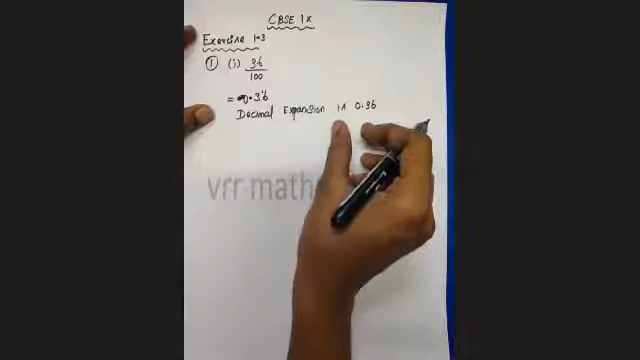 CBSE IX
Exercise 1.3
① (i) 36
100
= 0.36
Decimal Expansion is 0.36
vrr math